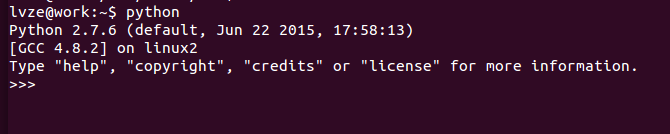 lvze@work:~$ python
Python 2.7.6 (default, Jun 22 2015, 17:58:13)
[GCC 4.8.2] on linux2
Type "help", "copyright", "credits" or "license" for more information.
>>>